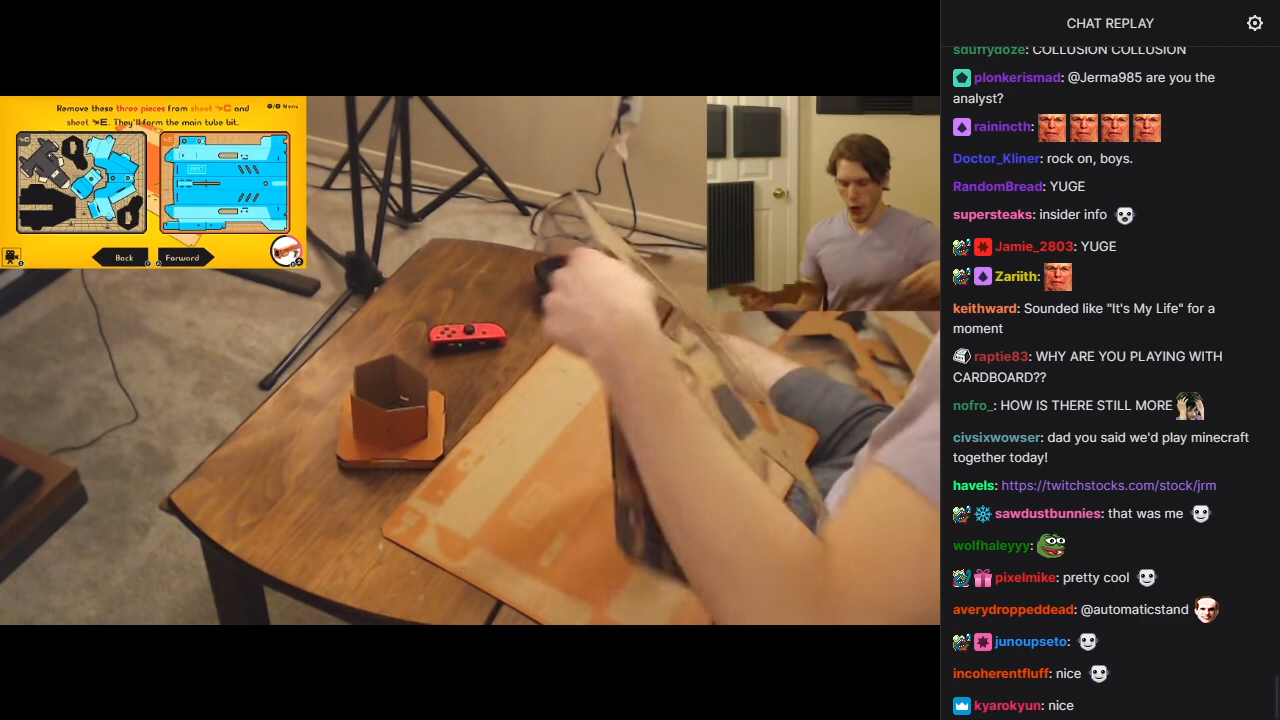 Remove these three pieces from sheet C and
sheet E. They'll form the main tube bit.
Menu
Back
Forward
CHAT REPLAY
sduffydoze: COLLUSION COLLUSION
plonkerismad: @Jerma985 are you the
analyst?
rainincth:
Doctor_Kliner: rock on, boys.
RandomBread: YUGE
supersteaks: insider info
Jamie_2803: YUGE
Zariith:
keithward: Sounded like "It's My Life" for a
moment
raptie83: WHY ARE YOU PLAYING WITH
CARDBOARD??
nofro_: HOW IS THERE STILL MORE
civsixwowser: dad you said we'd play minecraft
together today!
havels: https://twitchstocks.com/stock/jrm
sawdustbunnies: that was me
wolfhaleyyy:
pixelmike: pretty cool
averydroppeddead: @automaticstand
junoupseto:
incoherentfluff: nice
kyarokyun: nice